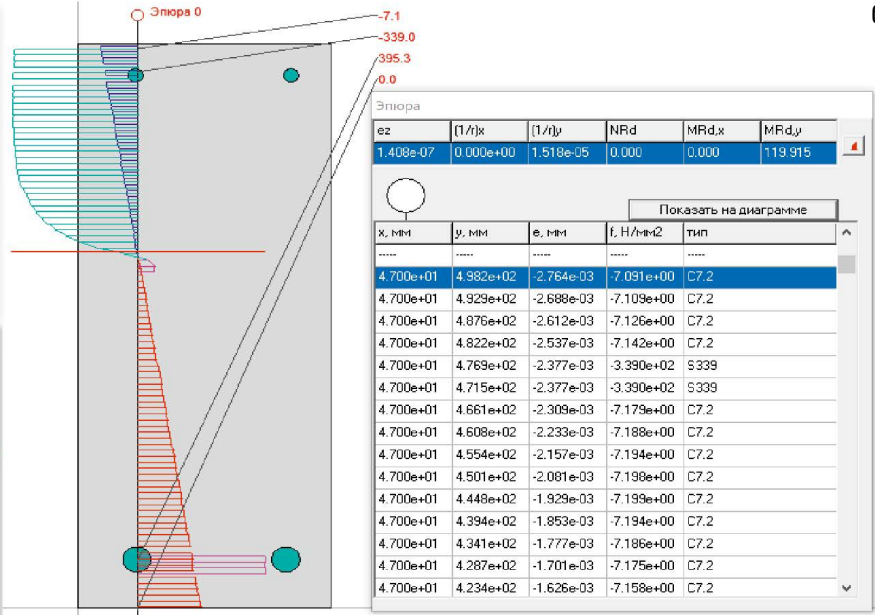 Эпюра 0
-7.1
-339.0
395.3
0.0
Эпюра
ez (1/r)x (1/r)y NRd MRd,x MRd,y
1.408e-07 0.000e+00 1.518e-05 0.000 0.000 119.915
Показать на диаграмме
x, мм y, мм e, мм f, Н/мм2 тип
----- ----- ----- ----- -----
4.700e+01 4.982e+02 -2.764e-03 -7.091e+00 C7.2
4.700e+01 4.929e+02 -2.688e-03 -7.109e+00 C7.2
4.700e+01 4.876e+02 -2.612e-03 -7.126e+00 C7.2
4.700e+01 4.822e+02 -2.537e-03 -7.142e+00 C7.2
4.700e+01 4.769e+02 -2.377e-03 -3.390e+02 S339
4.700e+01 4.715e+02 -2.377e-03 -3.390e+02 S339
4.700e+01 4.661e+02 -2.309e-03 -7.179e+00 C7.2
4.700e+01 4.608e+02 -2.233e-03 -7.188e+00 C7.2
4.700e+01 4.554e+02 -2.157e-03 -7.194e+00 C7.2
4.700e+01 4.501e+02 -2.081e-03 -7.198e+00 C7.2
4.700e+01 4.448e+02 -1.929e-03 -7.199e+00 C7.2
4.700e+01 4.394e+02 -1.853e-03 -7.194e+00 C7.2
4.700e+01 4.341e+02 -1.777e-03 -7.186e+00 C7.2
4.700e+01 4.287e+02 -1.701e-03 -7.175e+00 C7.2
4.700e+01 4.234e+02 -1.626e-03 -7.158e+00 C7.2